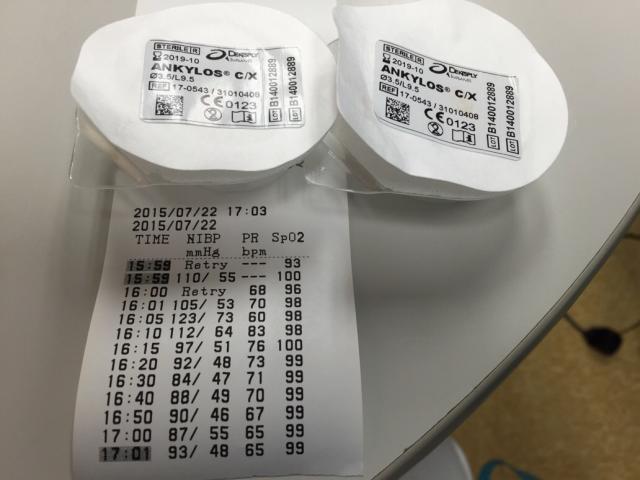 STERILE R DENTSPLY
2019-10
ANKYLOS® C/X
Ø3.5/L9.5
REF 17-0543 / 31010408
CE 0123
LOT B140012889
LOT
STERILE R DENTSPLY
2019-10
ANKYLOS® C/X
Ø3.5/L9.5
REF 17-0543 / 31010408
CE 0123
LOT B140012889
LOT
2015/07/22 17:03
2015/07/22
TIME NIBP PR SpO2
mmHg bpm
15:59 Retry --- 93
15:59 110/ 55 --- 100
16:00 Retry 68 96
16:01 105/ 53 70 98
16:05 123/ 73 60 98
16:10 112/ 64 83 98
16:15 97/ 51 76 100
16:20 92/ 48 73 99
16:30 84/ 47 71 99
16:40 88/ 49 70 99
16:50 90/ 46 67 99
17:00 87/ 55 65 99
17:01 93/ 48 65 99